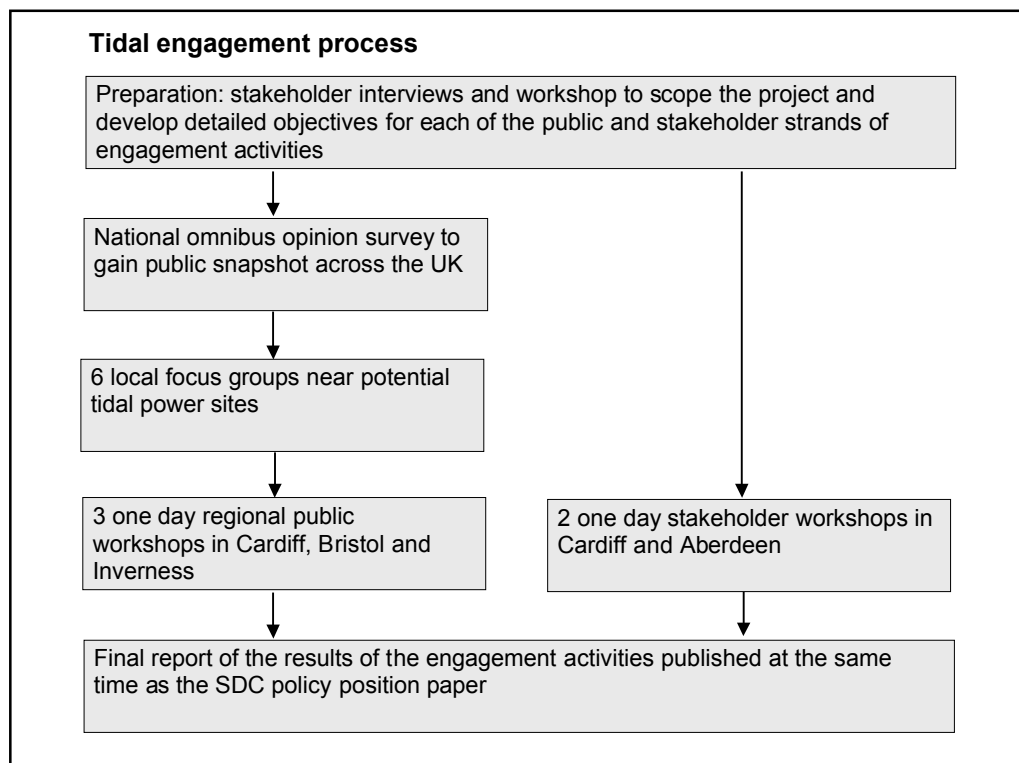 Tidal engagement process
Preparation: stakeholder interviews and workshop to scope the project and
develop detailed objectives for each of the public and stakeholder strands of
engagement activities
National omnibus opinion survey to
gain public snapshot across the UK
6 local focus groups near potential
tidal power sites
3 one day regional public
workshops in Cardiff, Bristol and
Inverness
2 one day stakeholder workshops in
Cardiff and Aberdeen
Final report of the results of the engagement activities published at the same
time as the SDC policy position paper